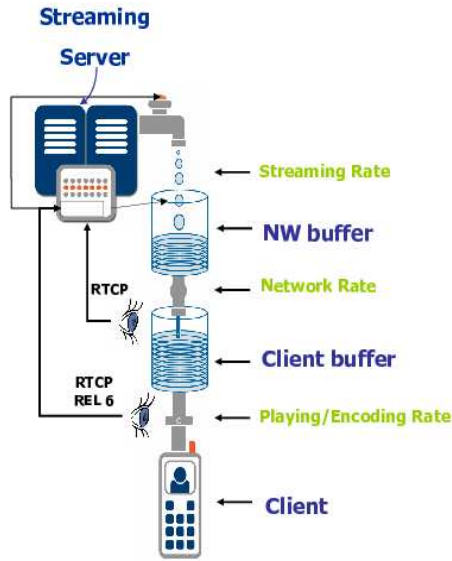 Streaming
Server
Streaming Rate
NW buffer
RTCP
Network Rate
Client buffer
RTCP
REL 6
Playing/Encoding Rate
C
Client